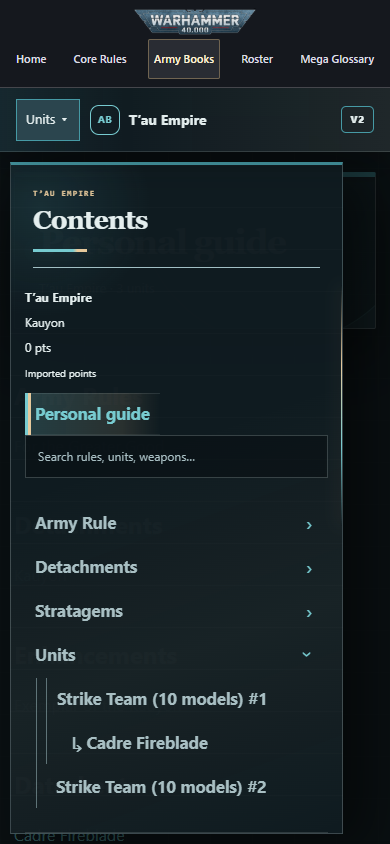 WARHAMMER
40,000
Home Core Rules Army Books Roster Mega Glossary
Units AB T'au Empire V2
T'AU EMPIRE
Contents
Personal guide
T'au Empire
Kauyon
0 pts
Imported points
Personal guide
Search rules, units, weapons...
Army Rule
Detachments
Stratagems
Units
Strike Team (10 models) #1
Cadre Fireblade
Strike Team (10 models) #2
Cadre Fireblade